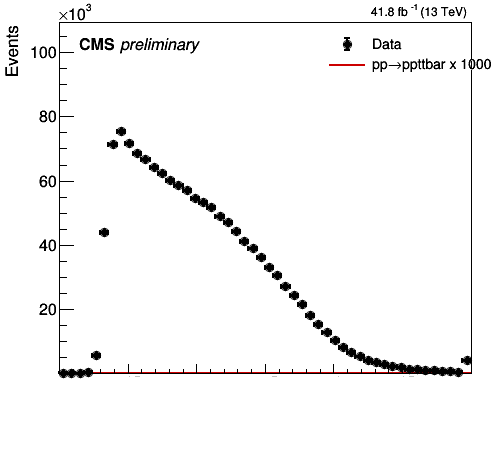 ×10³
41.8 fb⁻¹ (13 TeV)
Events
CMS preliminary
Data
pp→ppttbar x 1000
100
80
60
40
20